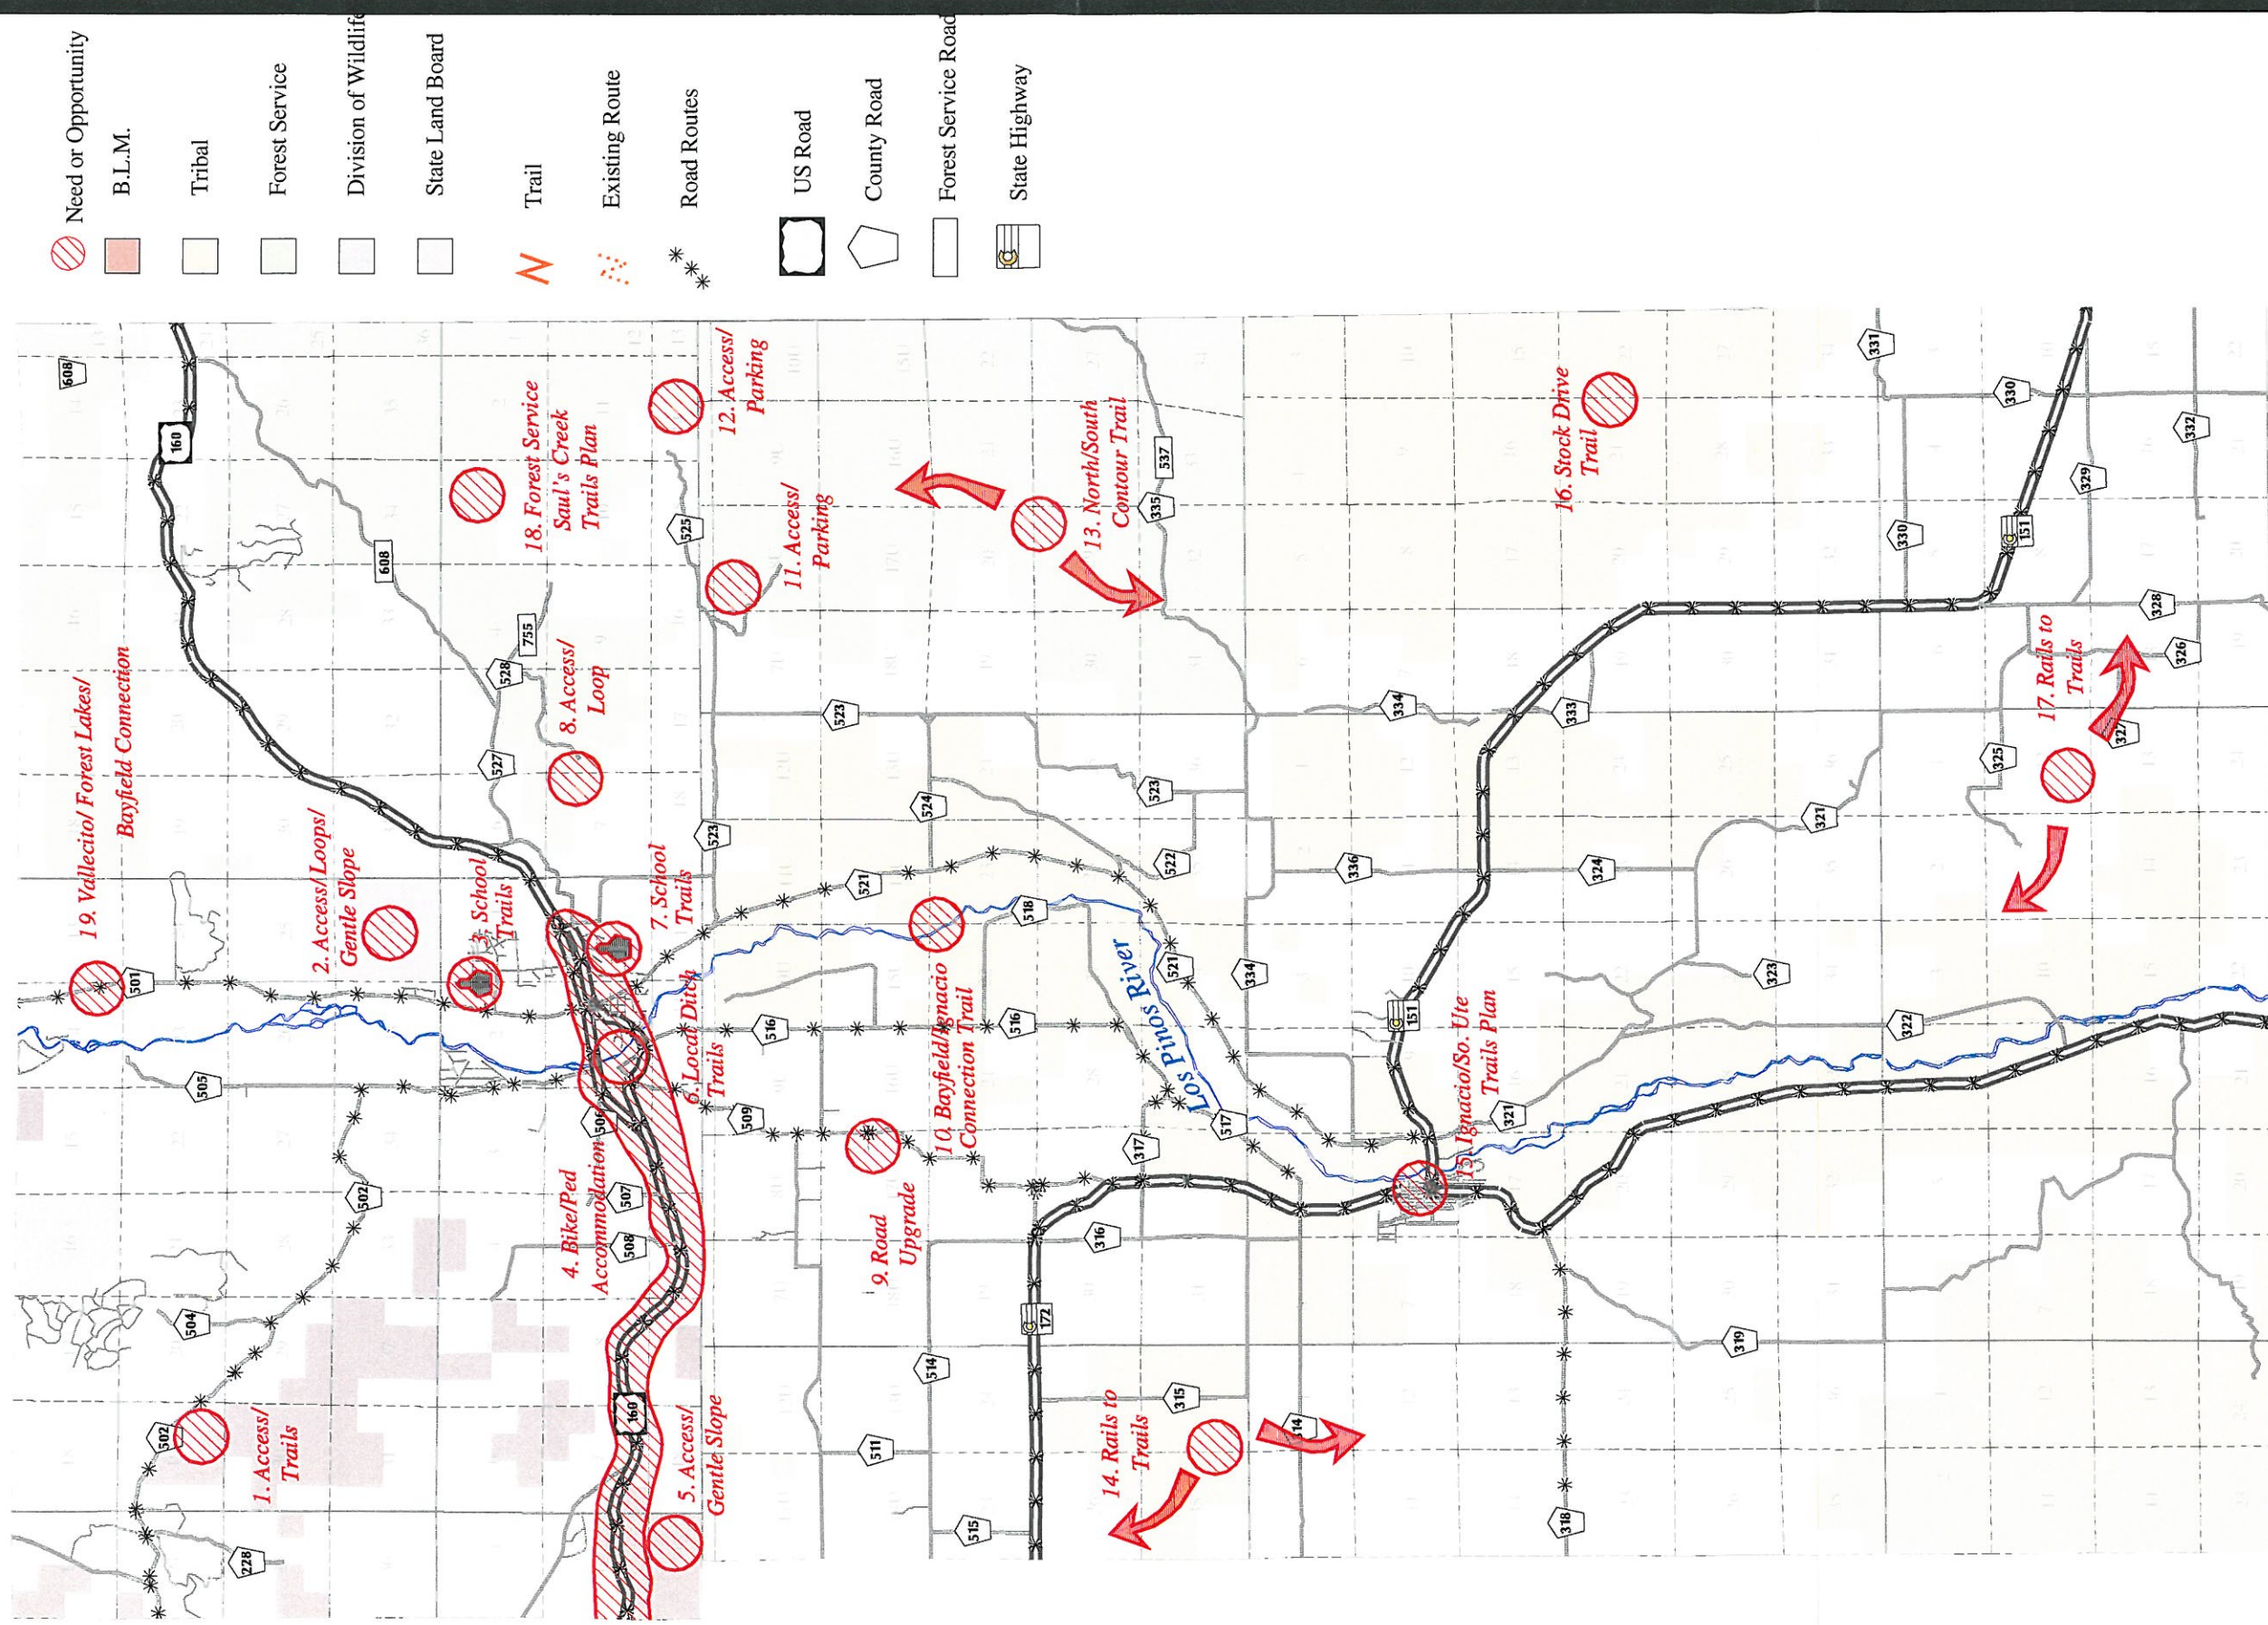 Need or Opportunity
B.L.M.
Tribal
Forest Service
Division of Wildlife
State Land Board
Trail
Existing Route
Road Routes
US Road
County Road
Forest Service Road
State Highway
19. Vallecito/ Forest Lakes/
Bayfield Connection
2. Acccess/ Loops/
Gentle Slope
3. School
Trails
18. Forest Service
Saul's Creek
Trails Plan
8. Access/
Loop
7. School
Trails
12. Access/
Parking
11. Access/
Parking
13. North/South
Contour Trail
16. Stock Drive
Trail
17. Rails to
Trails
1. Access/
Trails
4. Bike/Ped
Accommodation
5. Access/
Gentle Slope
6. Local Ditch
Trails
9. Road
Upgrade
10. Bayfield/Ignacio
Connection Trail
Los Pinos River
14. Rails to
Trails
15. Ignacio/So. Ute
Trails Plan
608
160
608
755
528
527
501
505
502
504
502
228
506
507
508
160
525
523
523
524
523
522
521
518
516
516
509
521
517
317
316
172
514
511
515
315
314
537
335
334
334
333
336
324
323
151
321
321
322
319
318
331
330
330
332
329
151
328
326
327
325